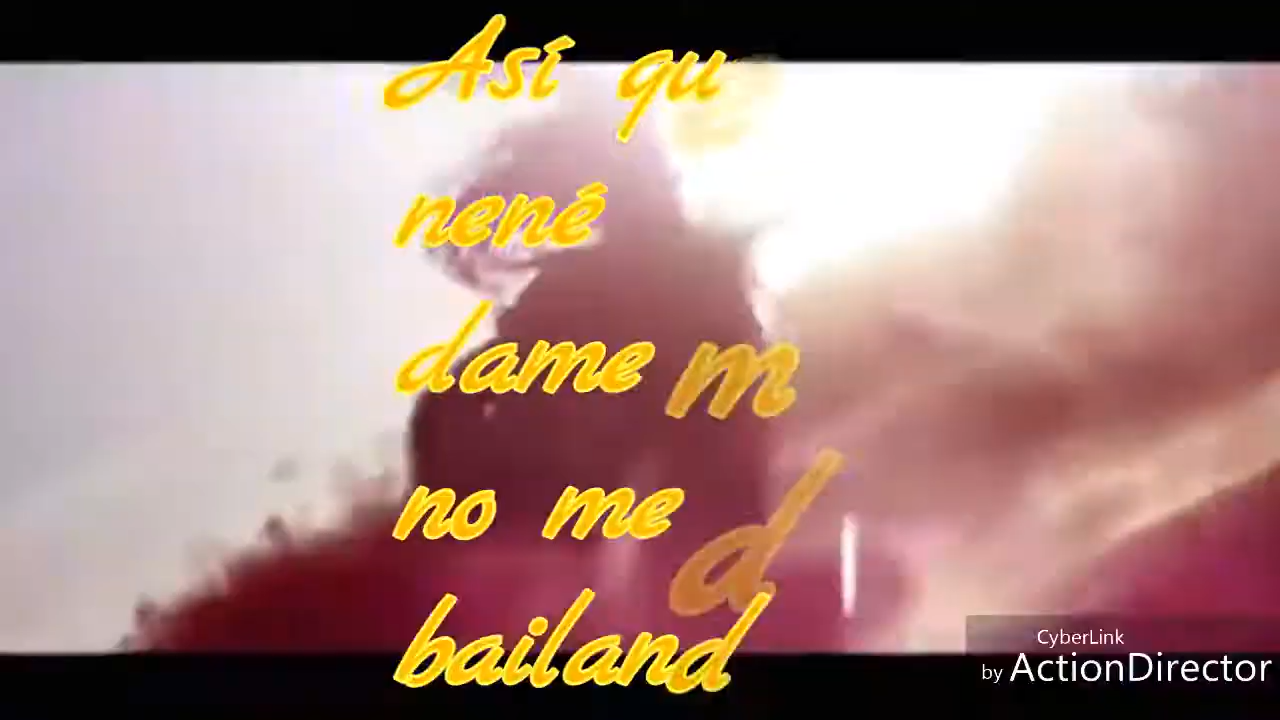 Así qu
nené
dame m
no me d
bailand
CyberLink
by ActionDirector